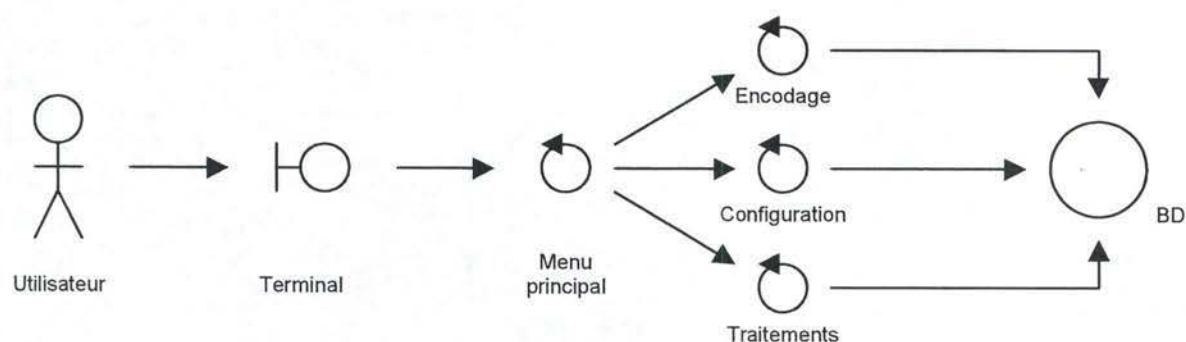 Encodage
Configuration
BD
Utilisateur
Terminal
Menu
principal
Traitements